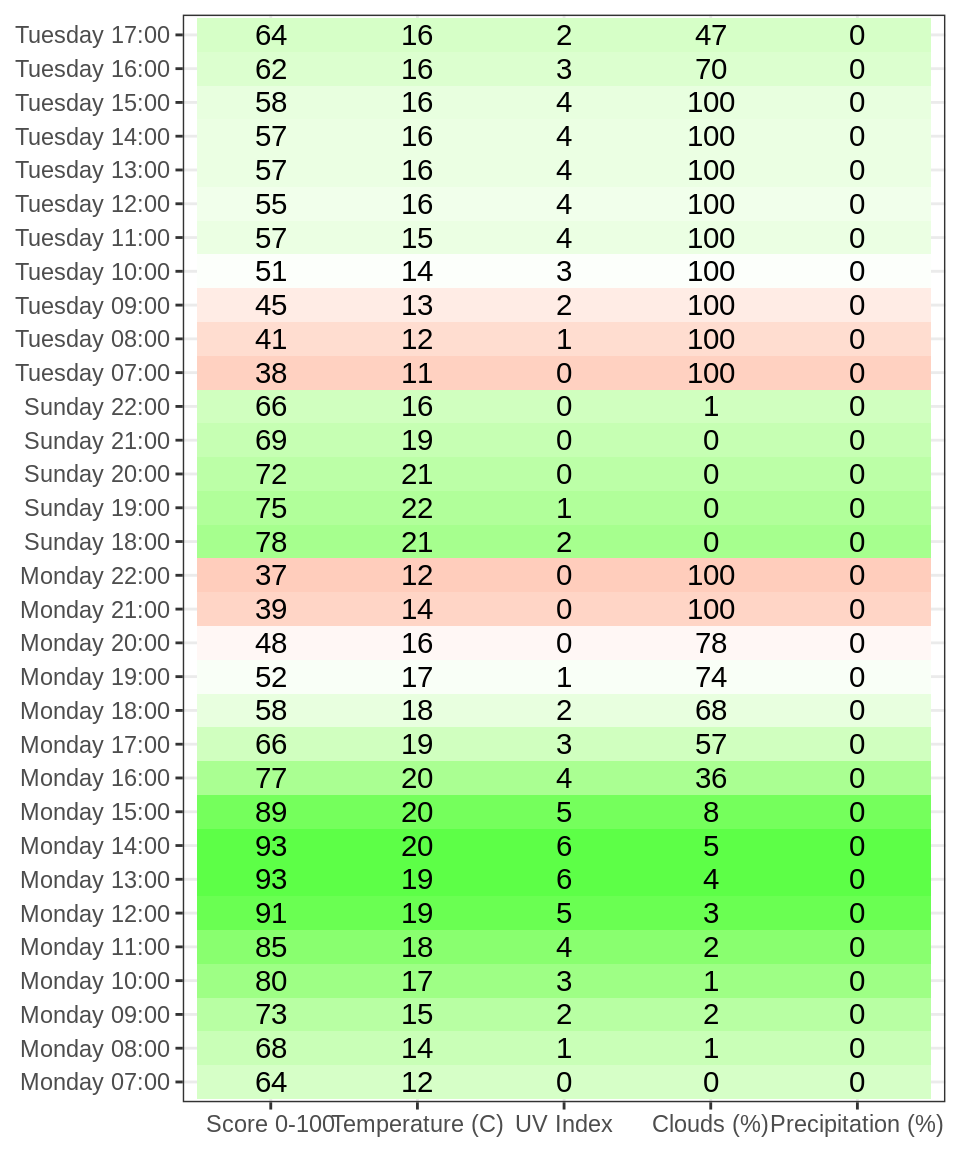 Tuesday 17:00 64 16 2 47 0
Tuesday 16:00 62 16 3 70 0
Tuesday 15:00 58 16 4 100 0
Tuesday 14:00 57 16 4 100 0
Tuesday 13:00 57 16 4 100 0
Tuesday 12:00 55 16 4 100 0
Tuesday 11:00 57 15 4 100 0
Tuesday 10:00 51 14 3 100 0
Tuesday 09:00 45 13 2 100 0
Tuesday 08:00 41 12 1 100 0
Tuesday 07:00 38 11 0 100 0
Sunday 22:00 66 16 0 1 0
Sunday 21:00 69 19 0 0 0
Sunday 20:00 72 21 0 0 0
Sunday 19:00 75 22 1 0 0
Sunday 18:00 78 21 2 0 0
Monday 22:00 37 12 0 100 0
Monday 21:00 39 14 0 100 0
Monday 20:00 48 16 0 78 0
Monday 19:00 52 17 1 74 0
Monday 18:00 58 18 2 68 0
Monday 17:00 66 19 3 57 0
Monday 16:00 77 20 4 36 0
Monday 15:00 89 20 5 8 0
Monday 14:00 93 20 6 5 0
Monday 13:00 93 19 6 4 0
Monday 12:00 91 19 5 3 0
Monday 11:00 85 18 4 2 0
Monday 10:00 80 17 3 1 0
Monday 09:00 73 15 2 2 0
Monday 08:00 68 14 1 1 0
Monday 07:00 64 12 0 0 0
Score 0-100 Temperature (C) UV Index Clouds (%) Precipitation (%)